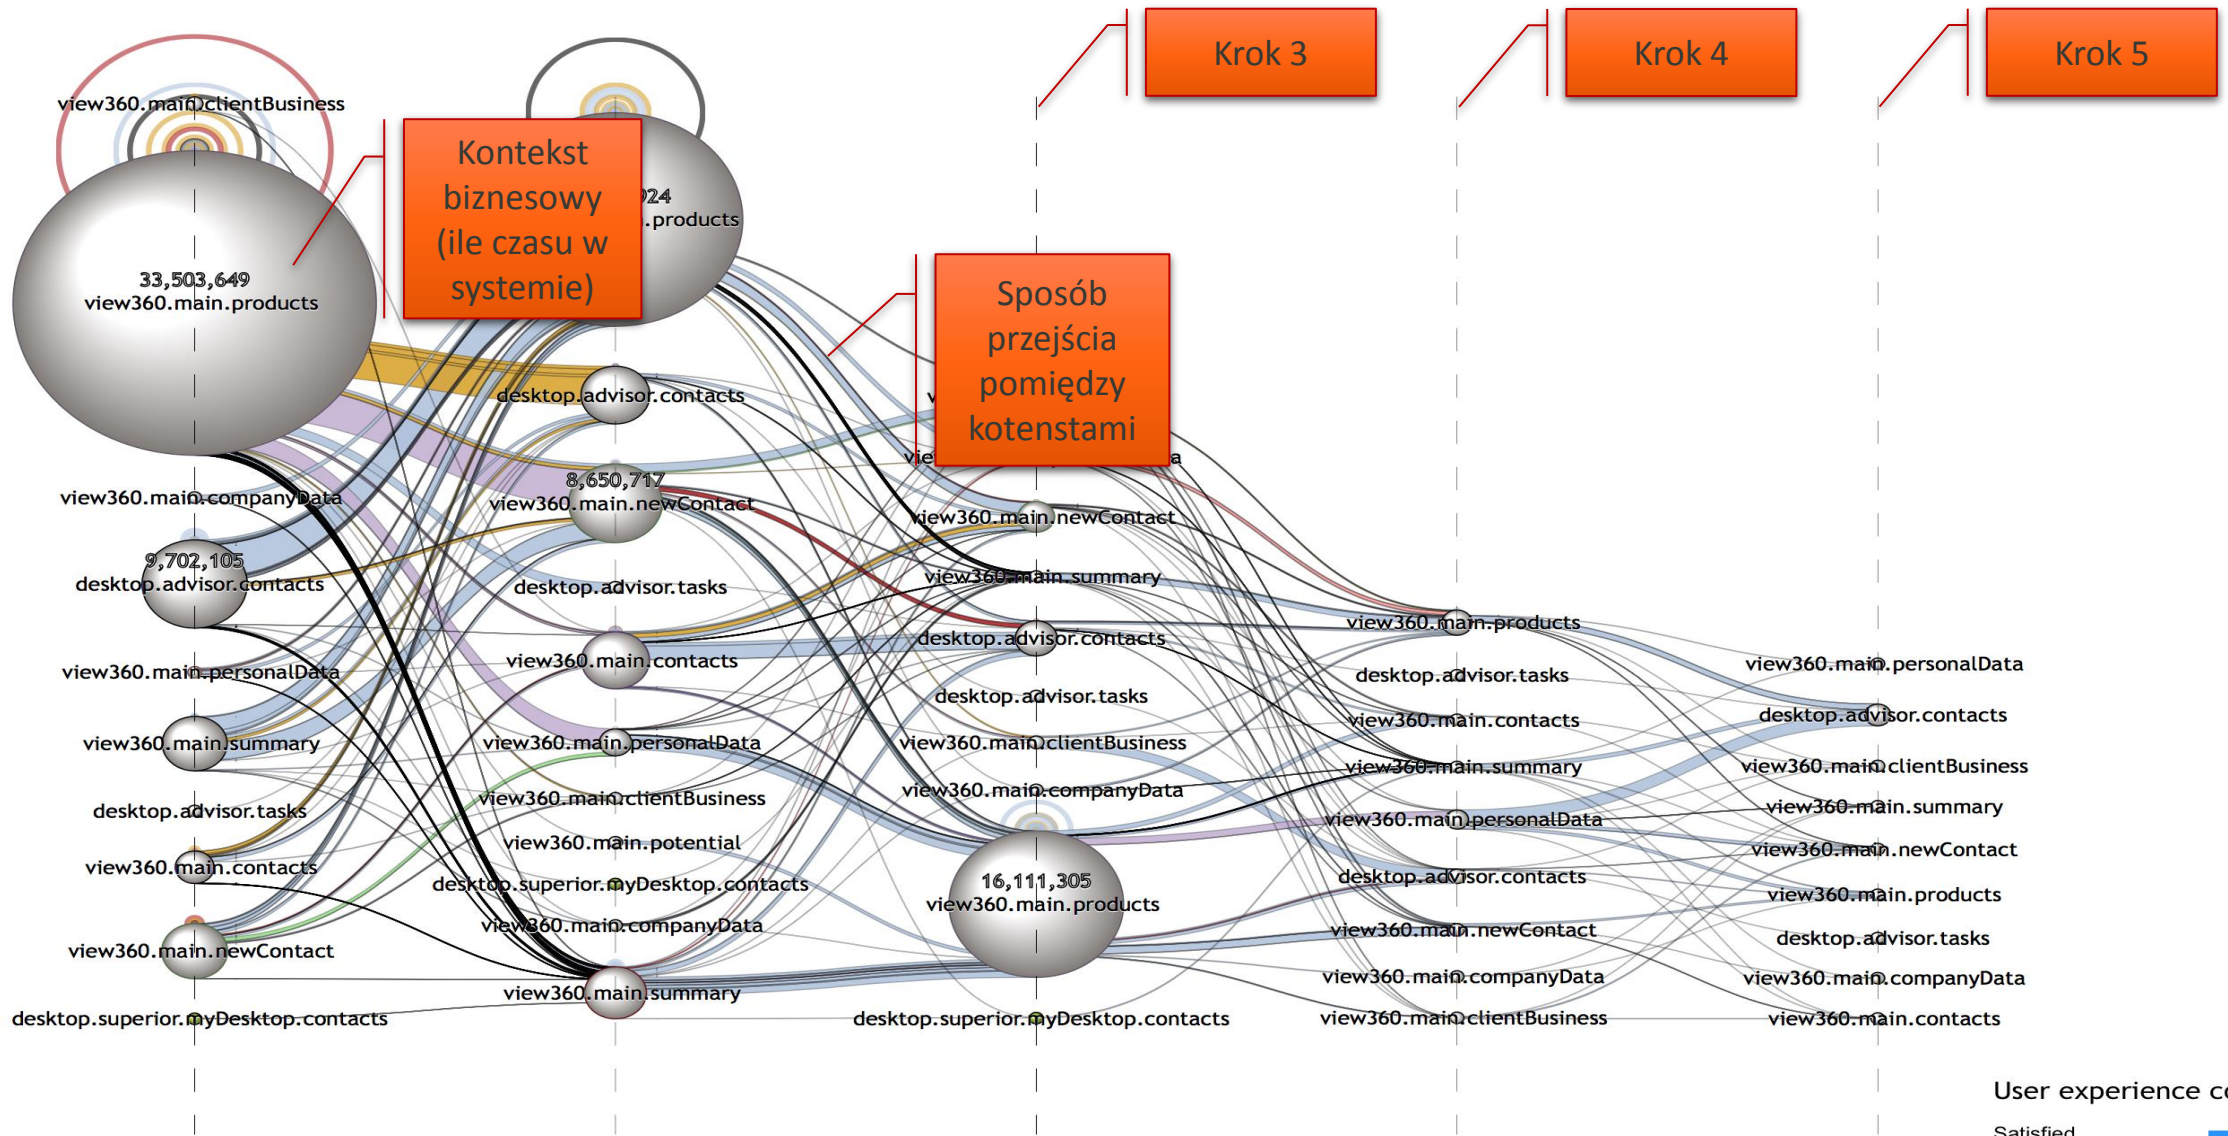 Krok 3
Krok 4
Krok 5
Kontekst
biznesowy
(ile czasu w
systemie)
Sposób
przejścia
pomiędzy
kotenstami
view360.main.clientBusiness
33,503,649
view360.main.products
view360.main.companyData
9,702,105
desktop.advisor.contacts
view360.main.personalData
view360.main.summary
desktop.advisor.tasks
view360.main.contacts
view360.main.newContact
desktop.superior.myDesktop.contacts
924
.products
desktop.advisor.contacts
8,650,717
view360.main.newContact
desktop.advisor.tasks
view360.main.contacts
view360.main.personalData
view360.main.clientBusiness
view360.main.potential
desktop.superior.myDesktop.contacts
view360.main.companyData
view360.main.summary
view360.main.newContact
view360.main.summary
desktop.advisor.contacts
desktop.advisor.tasks
view360.main.clientBusiness
view360.main.companyData
16,111,305
view360.main.products
desktop.superior.myDesktop.contacts
view360.main.products
desktop.advisor.tasks
view360.main.contacts
view360.main.summary
view360.main.personalData
desktop.advisor.contacts
view360.main.newContact
view360.main.companyData
view360.main.clientBusiness
view360.main.personalData
desktop.advisor.contacts
view360.main.clientBusiness
view360.main.summary
view360.main.newContact
view360.main.products
desktop.advisor.tasks
view360.main.companyData
view360.main.contacts
User experience
Satisfied